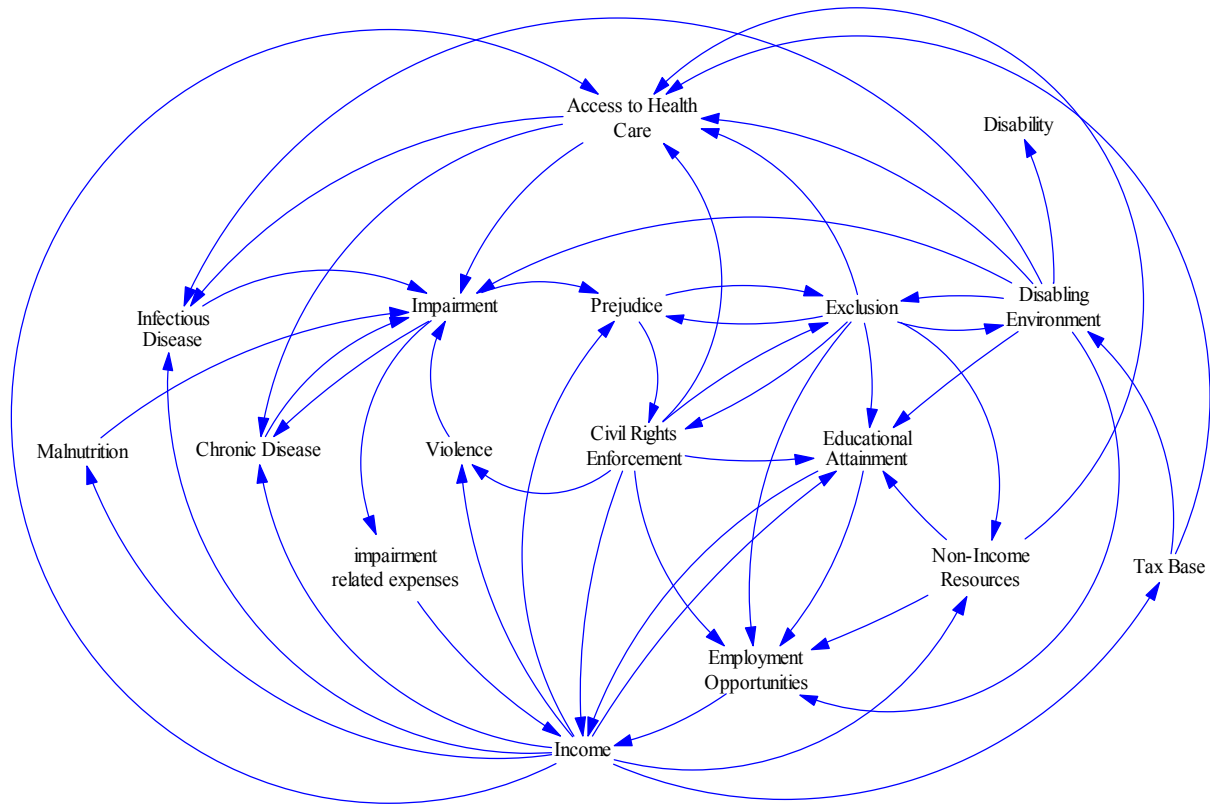 Access to Health
Care
Disability
Disabling
Environment
Impairment
Prejudice
Exclusion
Infectious
Disease
Civil Rights
Enforcement
Educational
Attainment
Malnutrition
Chronic Disease
Violence
impairment
related expenses
Non-Income
Resources
Tax Base
Employment
Opportunities
Income